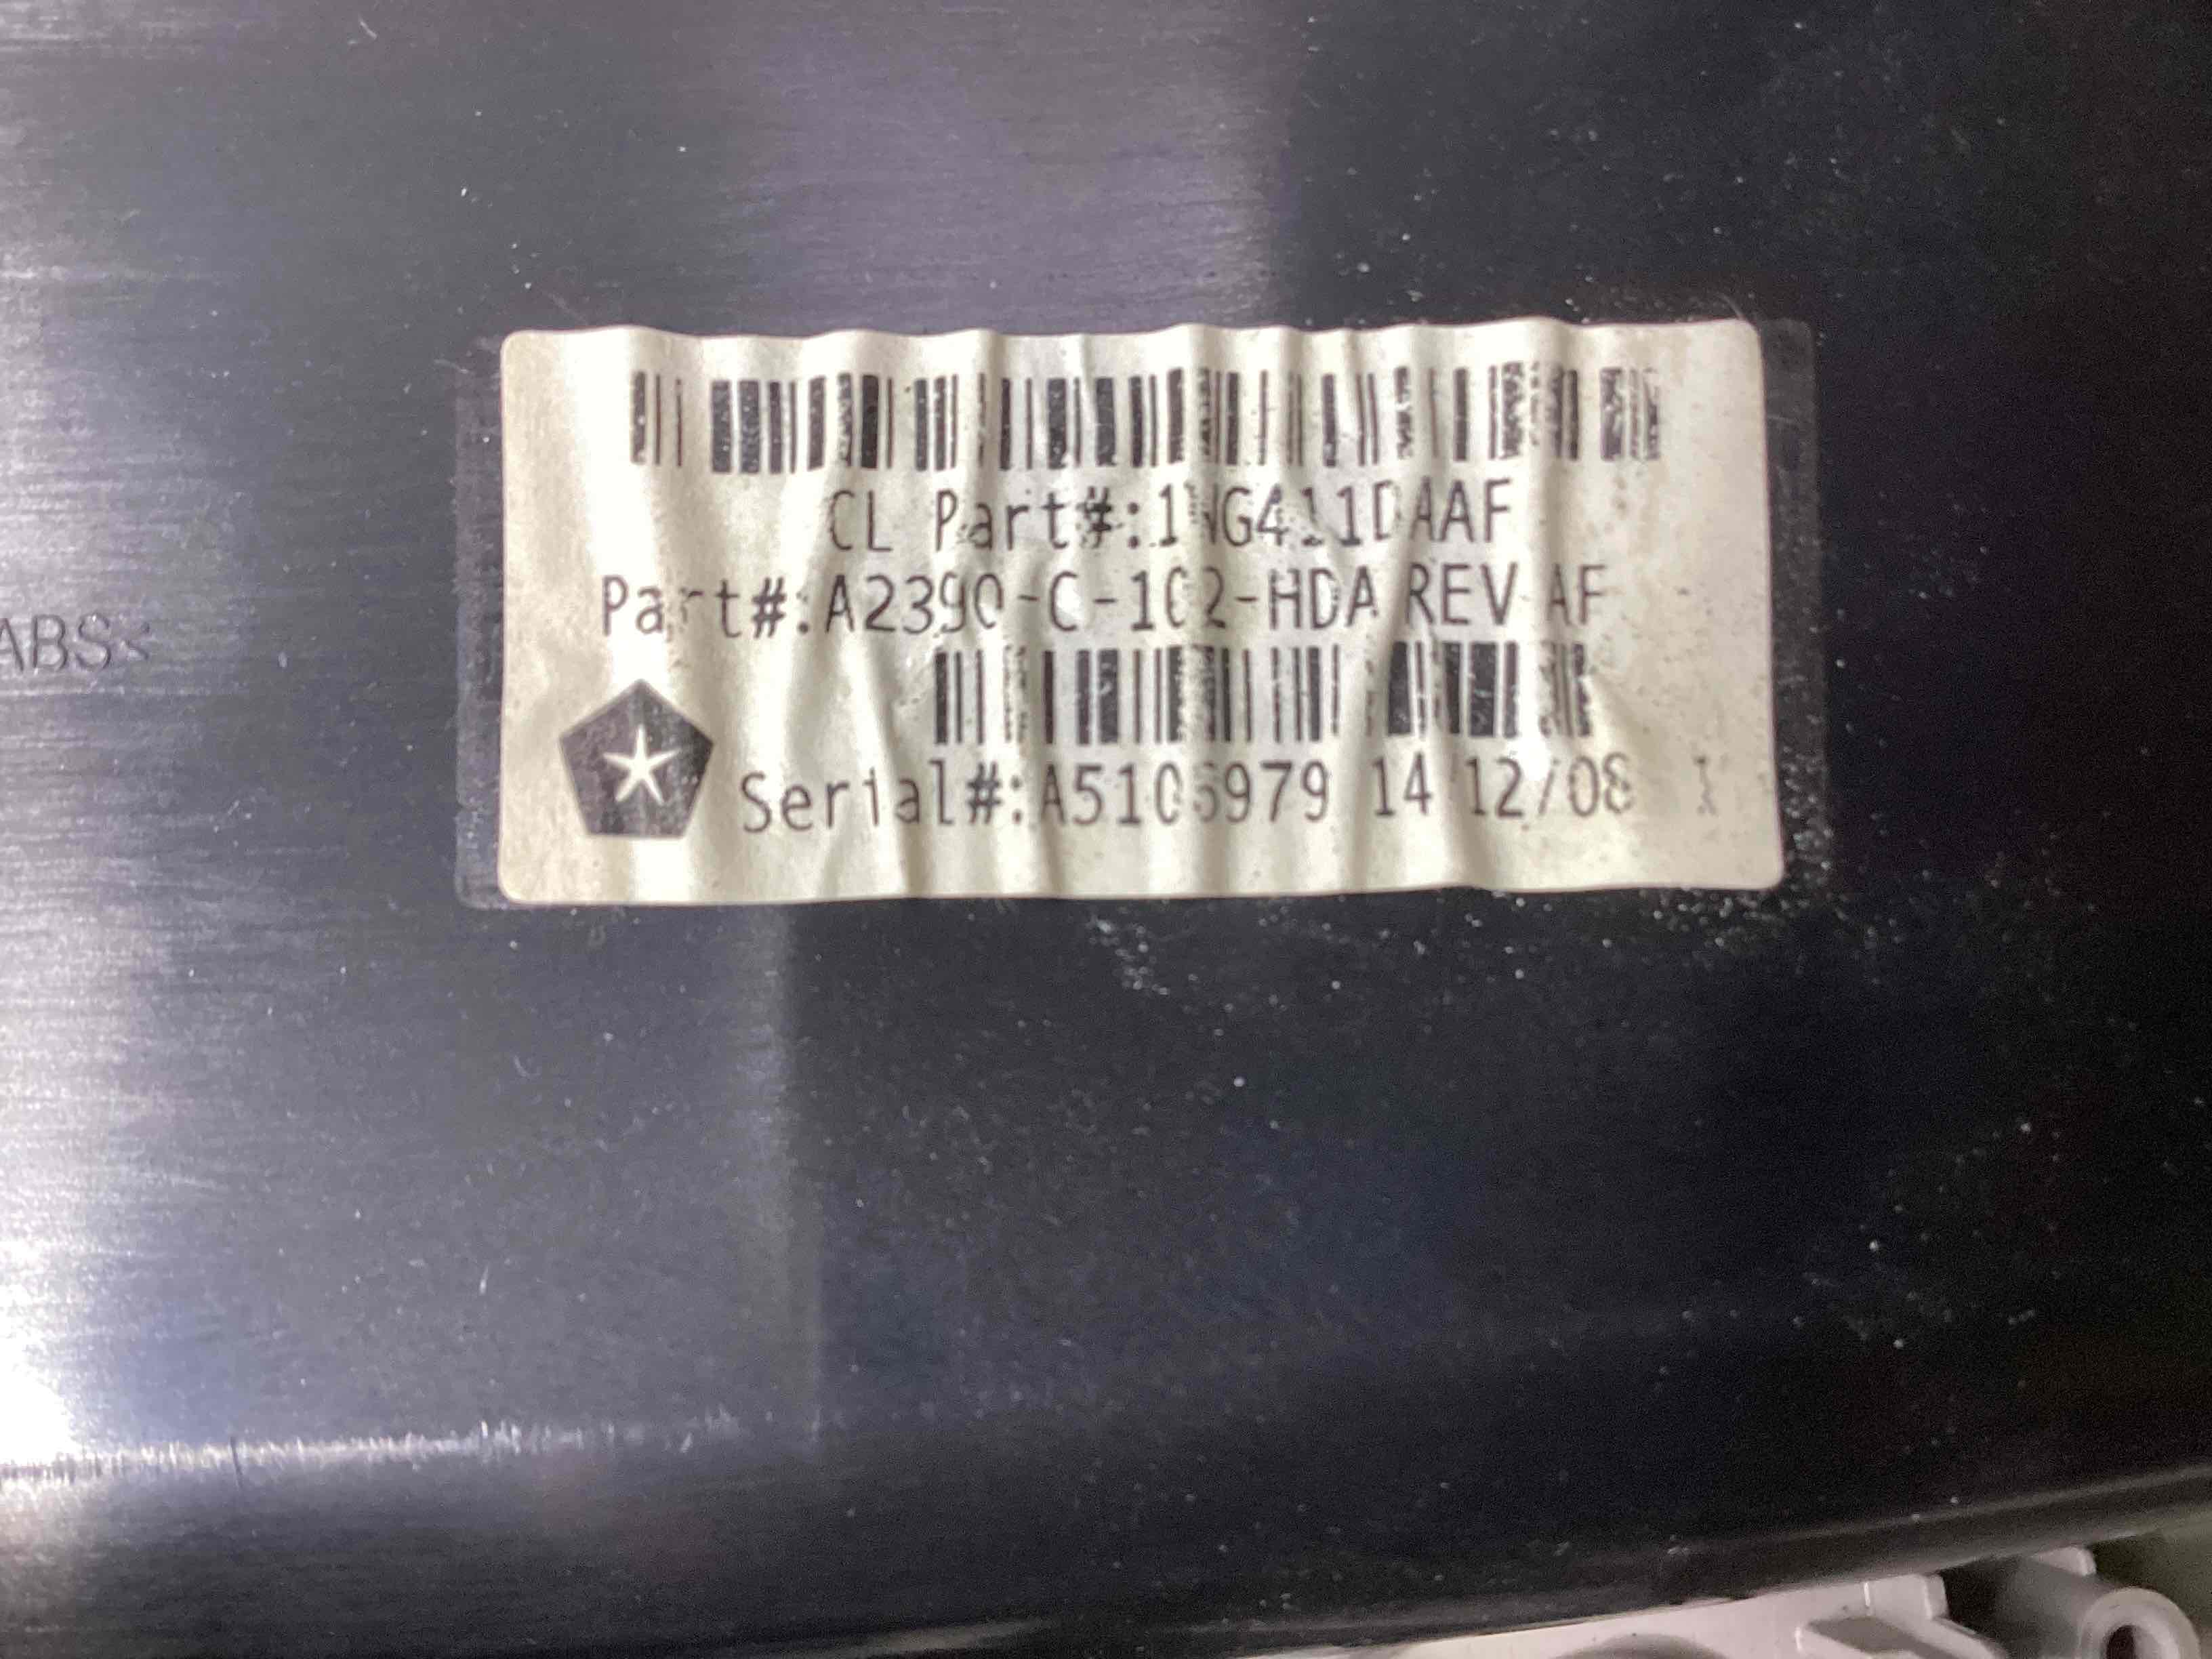 CL Part#:1NG411DAAF
Part#:A2390-C-102-HDA REV AF
ABS<
Serial#:A5106979 14/12/08